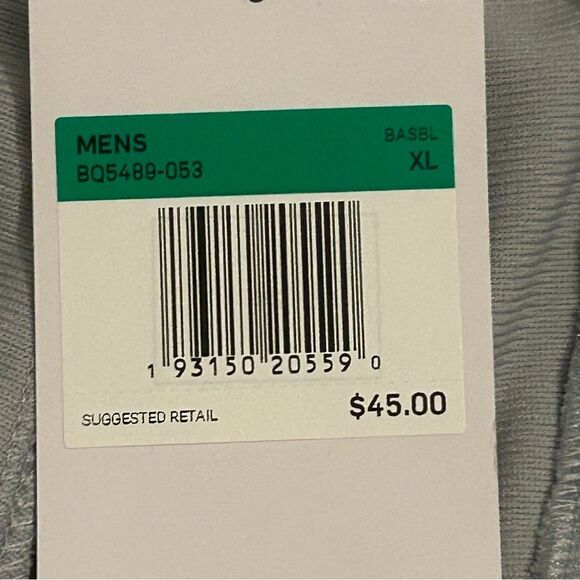 MENS BASBL
BQ5489-053 XL
1 93150 20559 0
SUGGESTED RETAIL $45.00